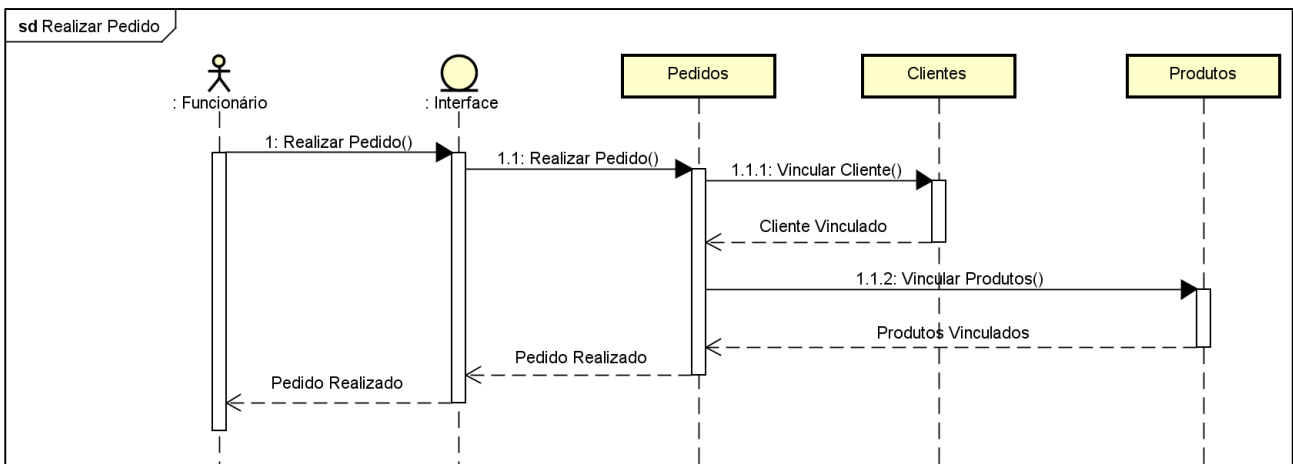 sd Realizar Pedido
: Funcionário
: Interface
Pedidos
Clientes
Produtos
1: Realizar Pedido()
1.1: Realizar Pedido()
1.1.1: Vincular Cliente()
Cliente Vinculado
1.1.2: Vincular Produtos()
Produtos Vinculados
Pedido Realizado
Pedido Realizado